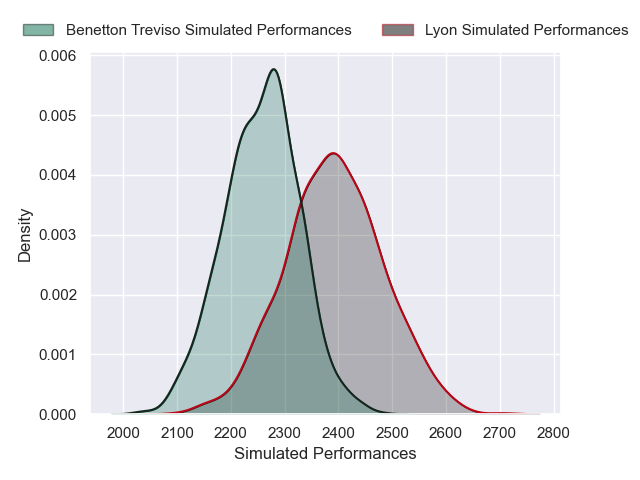 Benetton Treviso Simulated Performances Lyon Simulated Performances
0.006
0.005
0.004
0.003
0.002
0.001
0.000
Density
2000 2100 2200 2300 2400 2500 2600 2700 2800
Simulated Performances